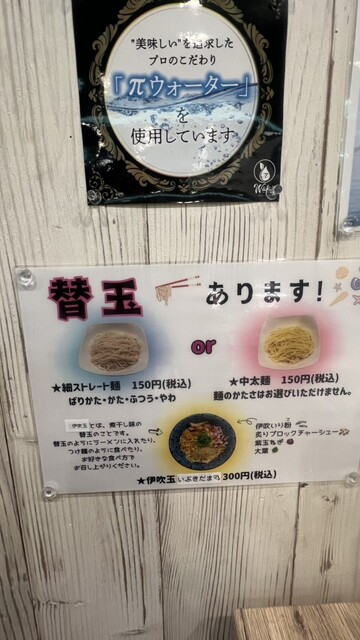 "美味しい"を追求した
プロのこだわり
「πウォーター」
を
使用しています
替玉 あります！
or
★細ストレート麺 150円(税込)
ばりかた・かた・ふつう・やわ
★中太麺 150円(税込)
麺のかたさはお選びいただけません。
伊吹玉とは、煮干し味の
替玉のことです。
替玉のようにラーメンに入れたり、
つけ麺のように食べたり、
お好きな食べ方で
お召し上がりください。
伊吹いり粉
炙りブロックチャーシュー
紫玉ねぎ
大葉
★伊吹玉 いぶきだま 300円(税込)